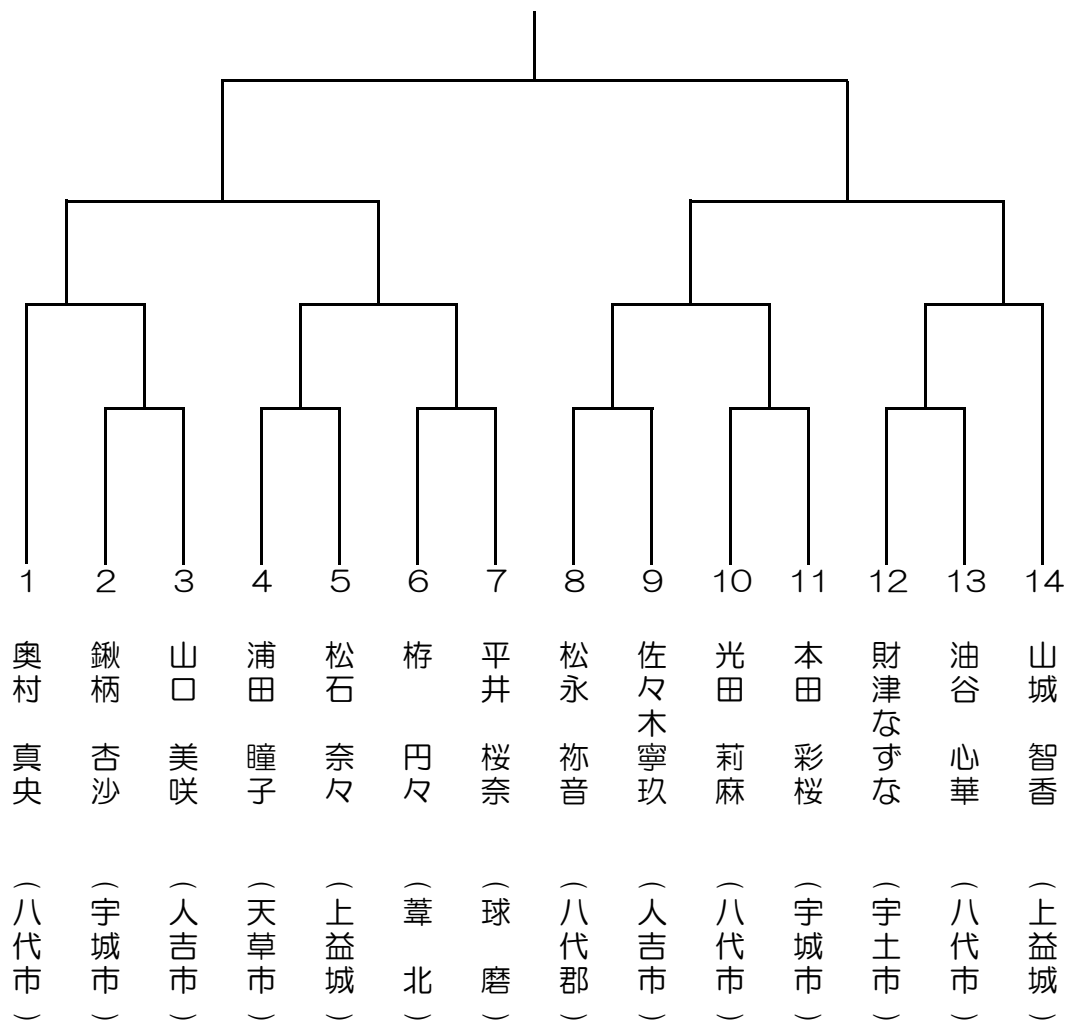 1 奥村 真央 (八代市)
2 鍬柄 杏沙 (宇城市)
3 山口 美咲 (人吉市)
4 浦田 瞳子 (天草市)
5 松石 奈々 (上益城)
6 栫 円々 (葦 北)
7 平井 桜奈 (球 磨)
8 松永 祢音 (八代郡)
9 佐々木寧玖 (人吉市)
10 光田 莉麻 (八代市)
11 本田 彩桜 (宇城市)
12 財津なずな (宇土市)
13 油谷 心華 (八代市)
14 山城 智香 (上益城)